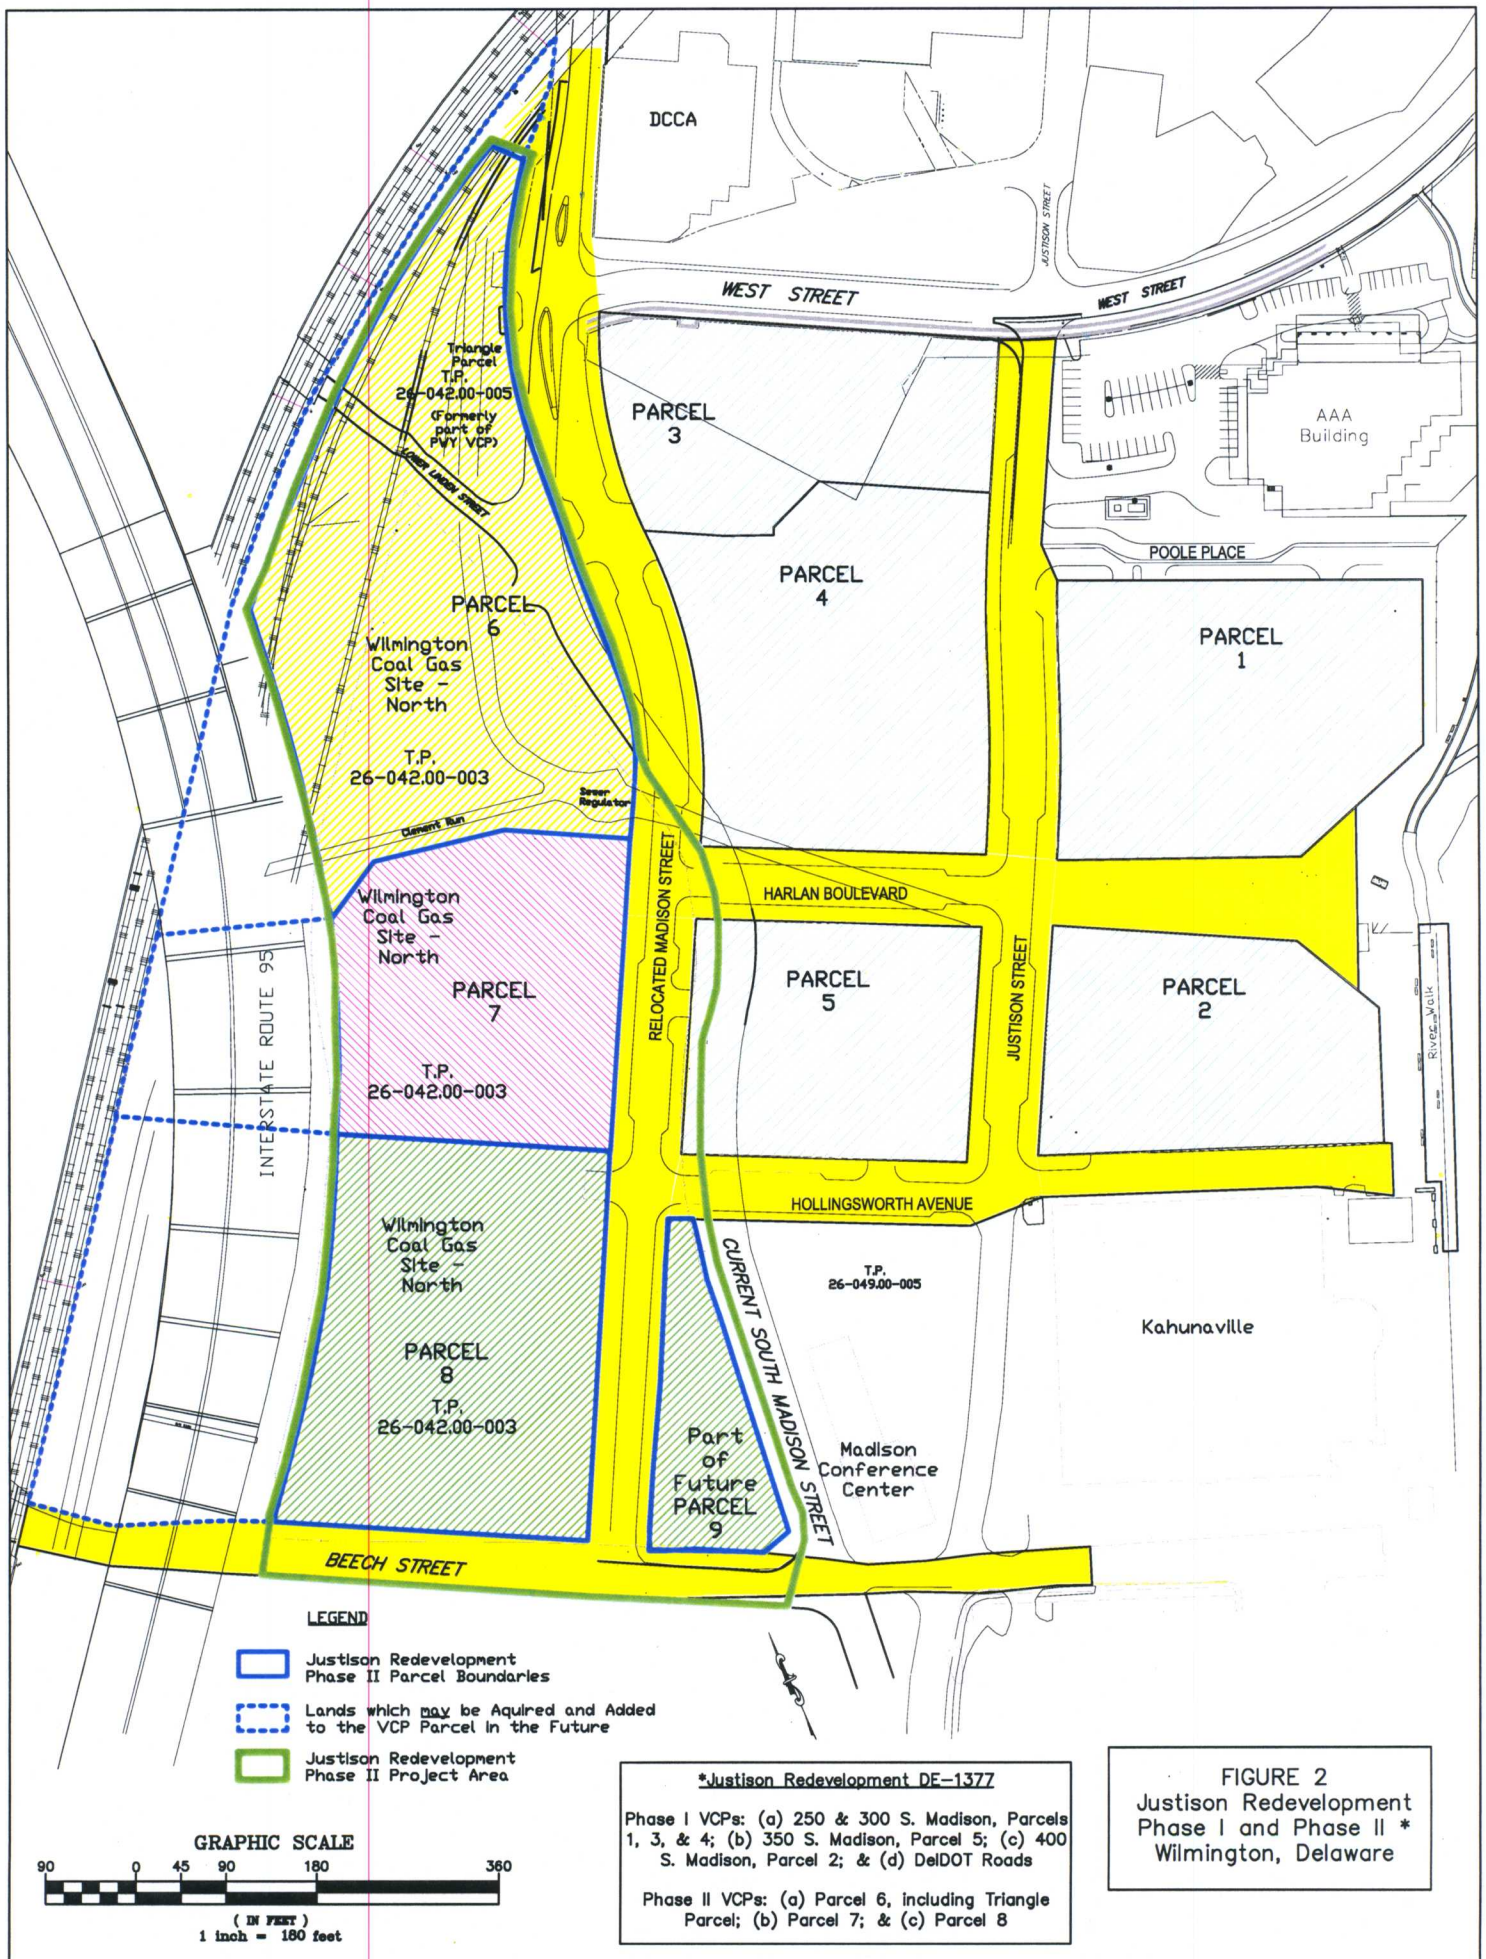 DCCA
JUSTISON STREET
WEST STREET
WEST STREET
Triangle
Parcel
T.P.
26-042.00-005
(Formerly
part of
PWY VCP)
LOWER LINDEN STREET
PARCEL
3
AAA
Building
POOLE PLACE
PARCEL
4
PARCEL
1
PARCEL
6
Wilmington
Coal Gas
Site -
North
T.P.
26-042.00-003
Sewer
Regulator
Clement Run
RELOCATED MADISON STREET
HARLAN BOULEVARD
Wilmington
Coal Gas
Site -
North
PARCEL
7
T.P.
26-042.00-003
INTERSTATE ROUTE 95
PARCEL
5
JUSTISON STREET
PARCEL
2
River Walk
HOLLINGSWORTH AVENUE
Wilmington
Coal Gas
Site -
North
PARCEL
8
T.P.
26-042.00-003
CURRENT SOUTH MADISON STREET
T.P.
26-049.00-005
Kahunaville
Part
of
Future
PARCEL
9
Madison
Conference
Center
BEECH STREET
LEGEND
Justison Redevelopment
Phase II Parcel Boundaries
Lands which may be Aquired and Added
to the VCP Parcel in the Future
Justison Redevelopment
Phase II Project Area
GRAPHIC SCALE
90 0 45 90 180 360
( IN FEET )
1 inch = 180 feet
*Justison Redevelopment DE-1377
Phase I VCPs: (a) 250 & 300 S. Madison, Parcels
1, 3, & 4; (b) 350 S. Madison, Parcel 5; (c) 400
S. Madison, Parcel 2; & (d) DelDOT Roads
Phase II VCPs: (a) Parcel 6, including Triangle
Parcel; (b) Parcel 7; & (c) Parcel 8
FIGURE 2
Justison Redevelopment
Phase I and Phase II *
Wilmington, Delaware